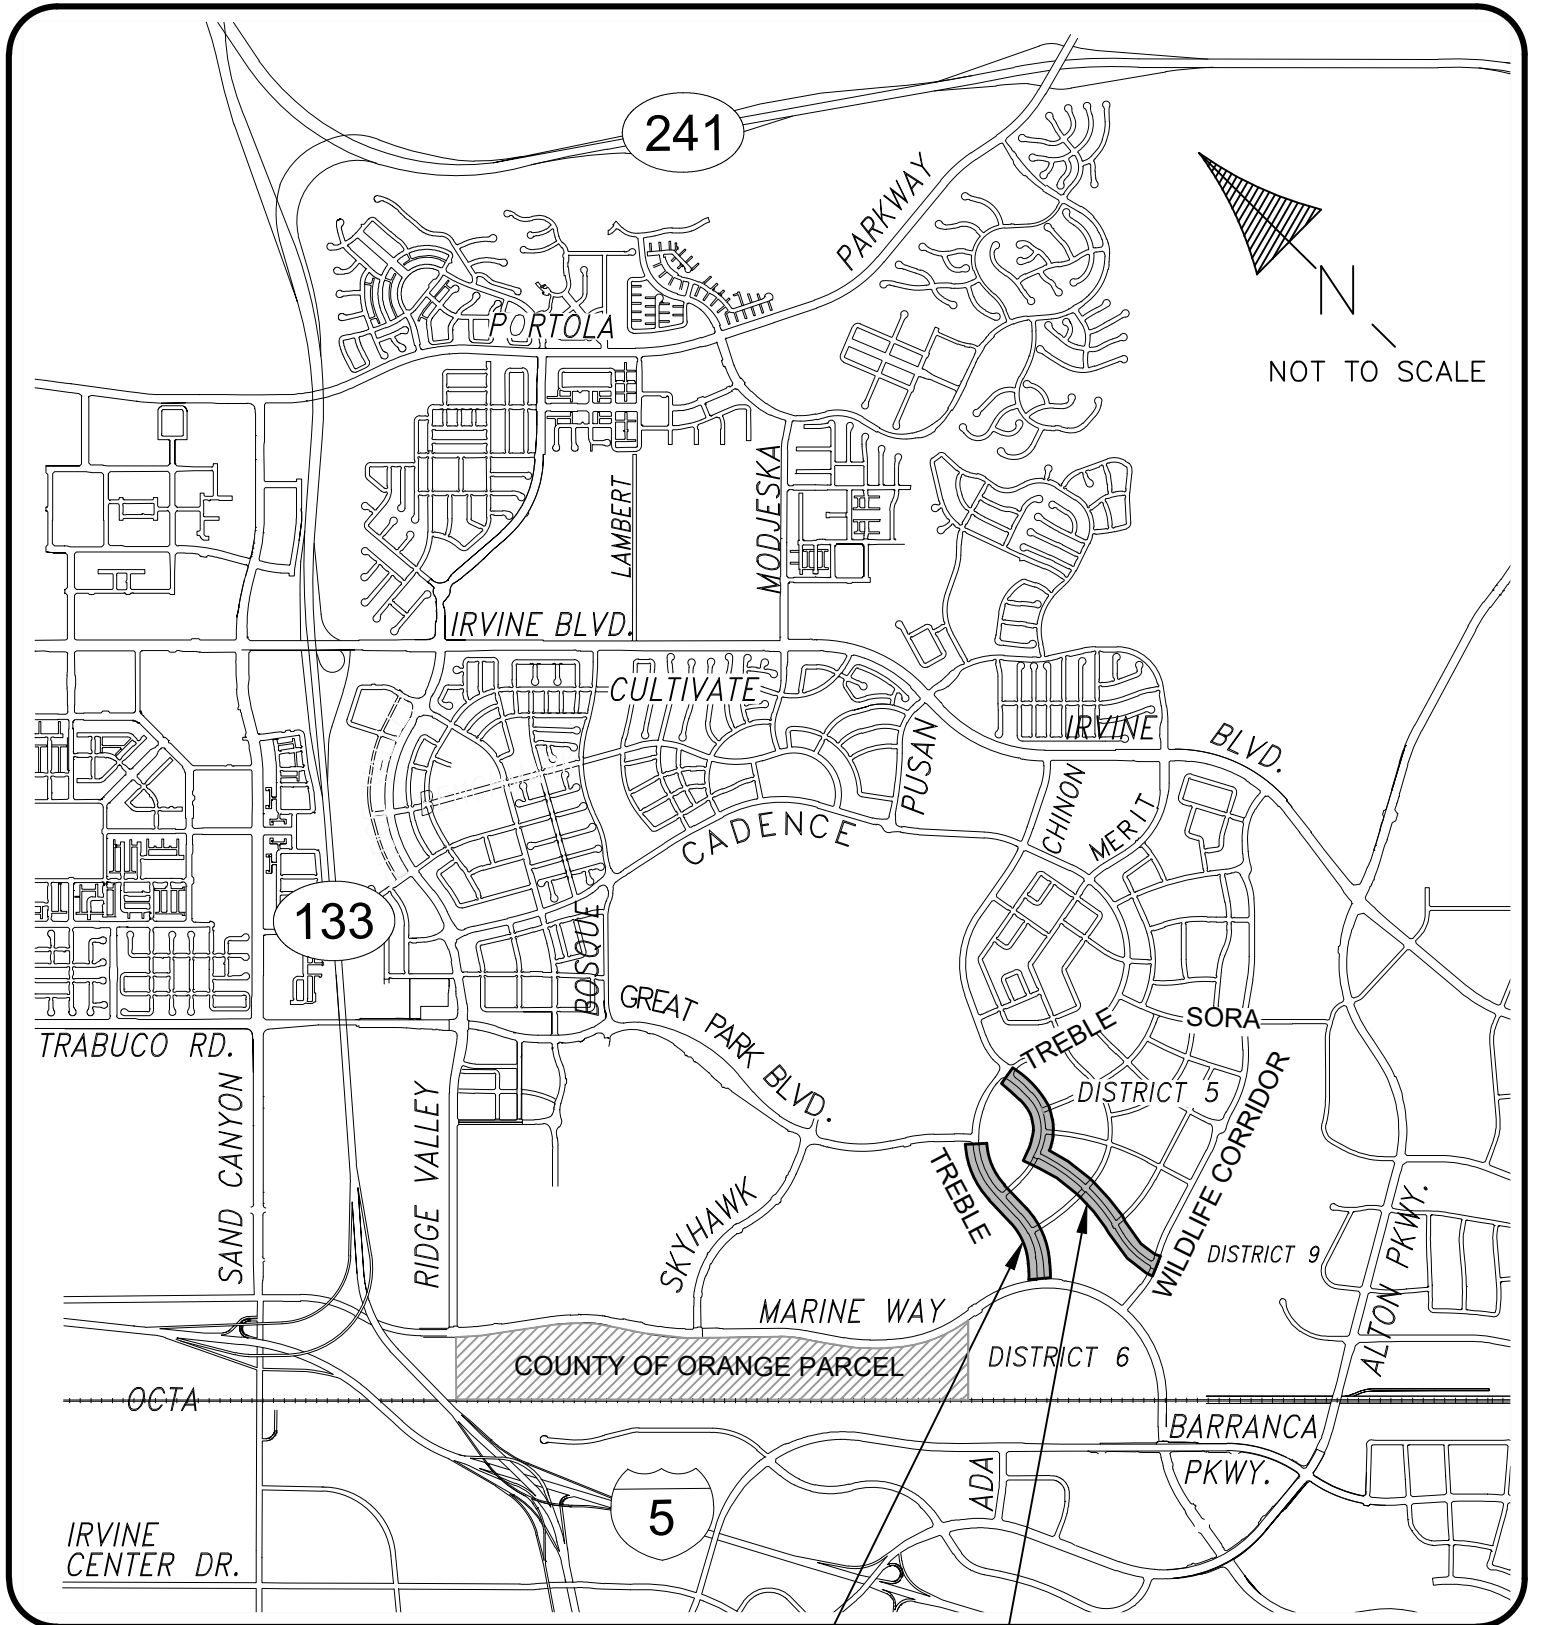 241
PARKWAY
N
NOT TO SCALE
PORTOLA
LAMBERT
MODJESKA
IRVINE BLVD.
CULTIVATE
PUSAN
IRVINE
BLVD.
CHINON
MERIT
CADENCE
133
BOSQUE
GREAT PARK BLVD.
SORA
TREBLE
TRABUCO RD.
DISTRICT 5
SAND CANYON
RIDGE VALLEY
WILDLIFE CORRIDOR
TREBLE
SKYHAWK
DISTRICT 9
ALTON PKWY.
MARINE WAY
COUNTY OF ORANGE PARCEL
DISTRICT 6
OCTA
BARRANCA
PKWY.
ADA
5
IRVINE
CENTER DR.